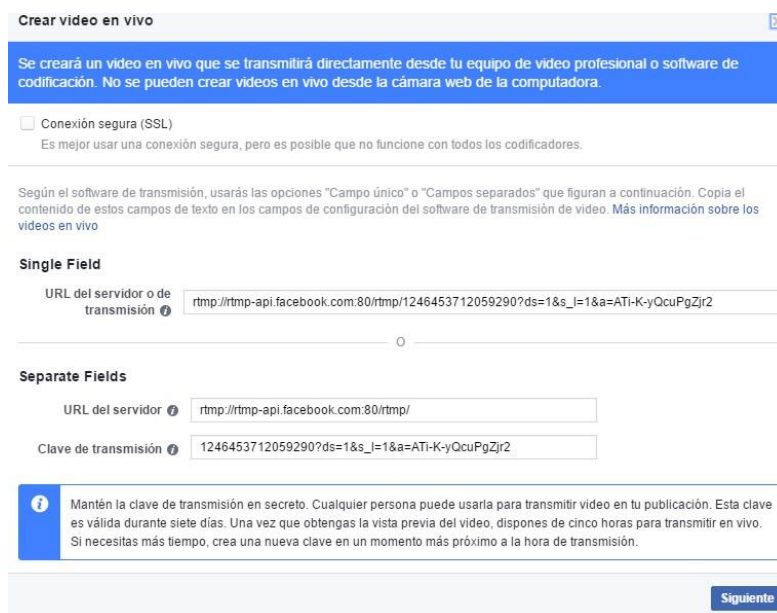 Crear video en vivo
Se creará un video en vivo que se transmitirá directamente desde tu equipo de video profesional o software de
codificación. No se pueden crear videos en vivo desde la cámara web de la computadora.
Conexión segura (SSL)
Es mejor usar una conexión segura, pero es posible que no funcione con todos los codificadores.
Según el software de transmisión, usarás las opciones "Campo único" o "Campos separados" que figuran a continuación. Copia el
contenido de estos campos de texto en los campos de configuración del software de transmisión de video. Más información sobre los
videos en vivo
Single Field
URL del servidor o de
transmisión
rtmp://rtmp-api.facebook.com:80/rtmp/1246453712059290?ds=1&s_l=1&a=ATi-K-yQcuPgZjr2
O
Separate Fields
URL del servidor rtmp://rtmp-api.facebook.com:80/rtmp/
Clave de transmisión 1246453712059290?ds=1&s_l=1&a=ATi-K-yQcuPgZjr2
Mantén la clave de transmisión en secreto. Cualquier persona puede usarla para transmitir video en tu publicación. Esta clave
es válida durante siete días. Una vez que obtengas la vista previa del video, dispones de cinco horas para transmitir en vivo.
Si necesitas más tiempo, crea una nueva clave en un momento más próximo a la hora de transmisión.
Siguiente